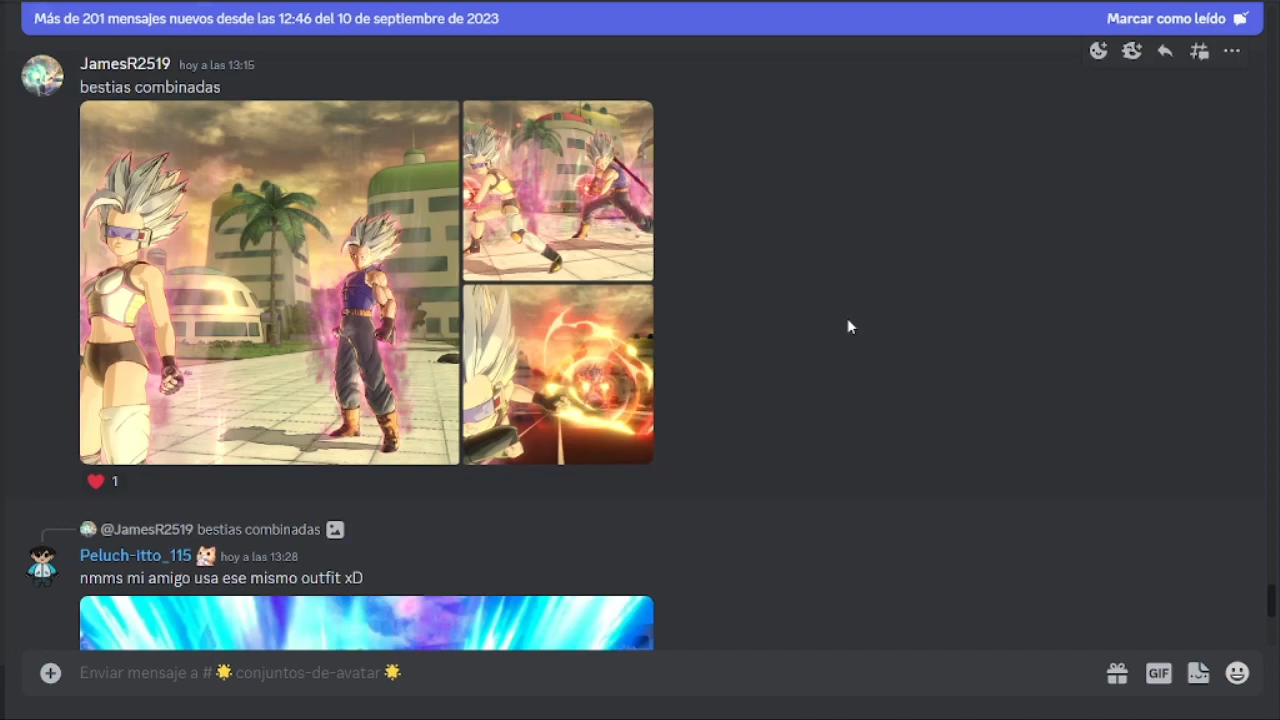 Más de 201 mensajes nuevos desde las 12:46 del 10 de septiembre de 2023
Marcar como leído
JamesR2519 hoy a las 13:15
bestias combinadas
1
@JamesR2519 bestias combinadas
Peluch-itto_115 hoy a las 13:28
nmms mi amigo usa ese mismo outfit xD
Enviar mensaje a #🌟conjuntos-de-avatar🌟
GIF